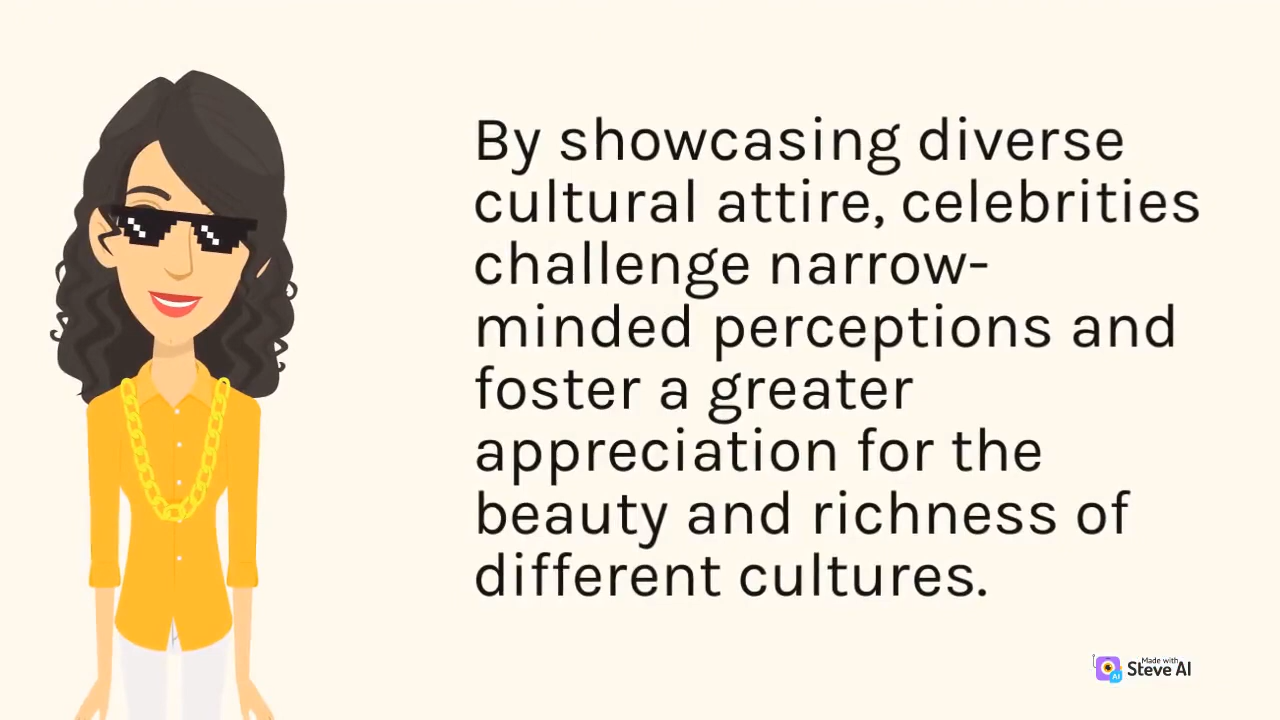 By showcasing diverse
cultural attire, celebrities
challenge narrow-
minded perceptions and
foster a greater
appreciation for the
beauty and richness of
different cultures.
Made with
Steve AI
AI